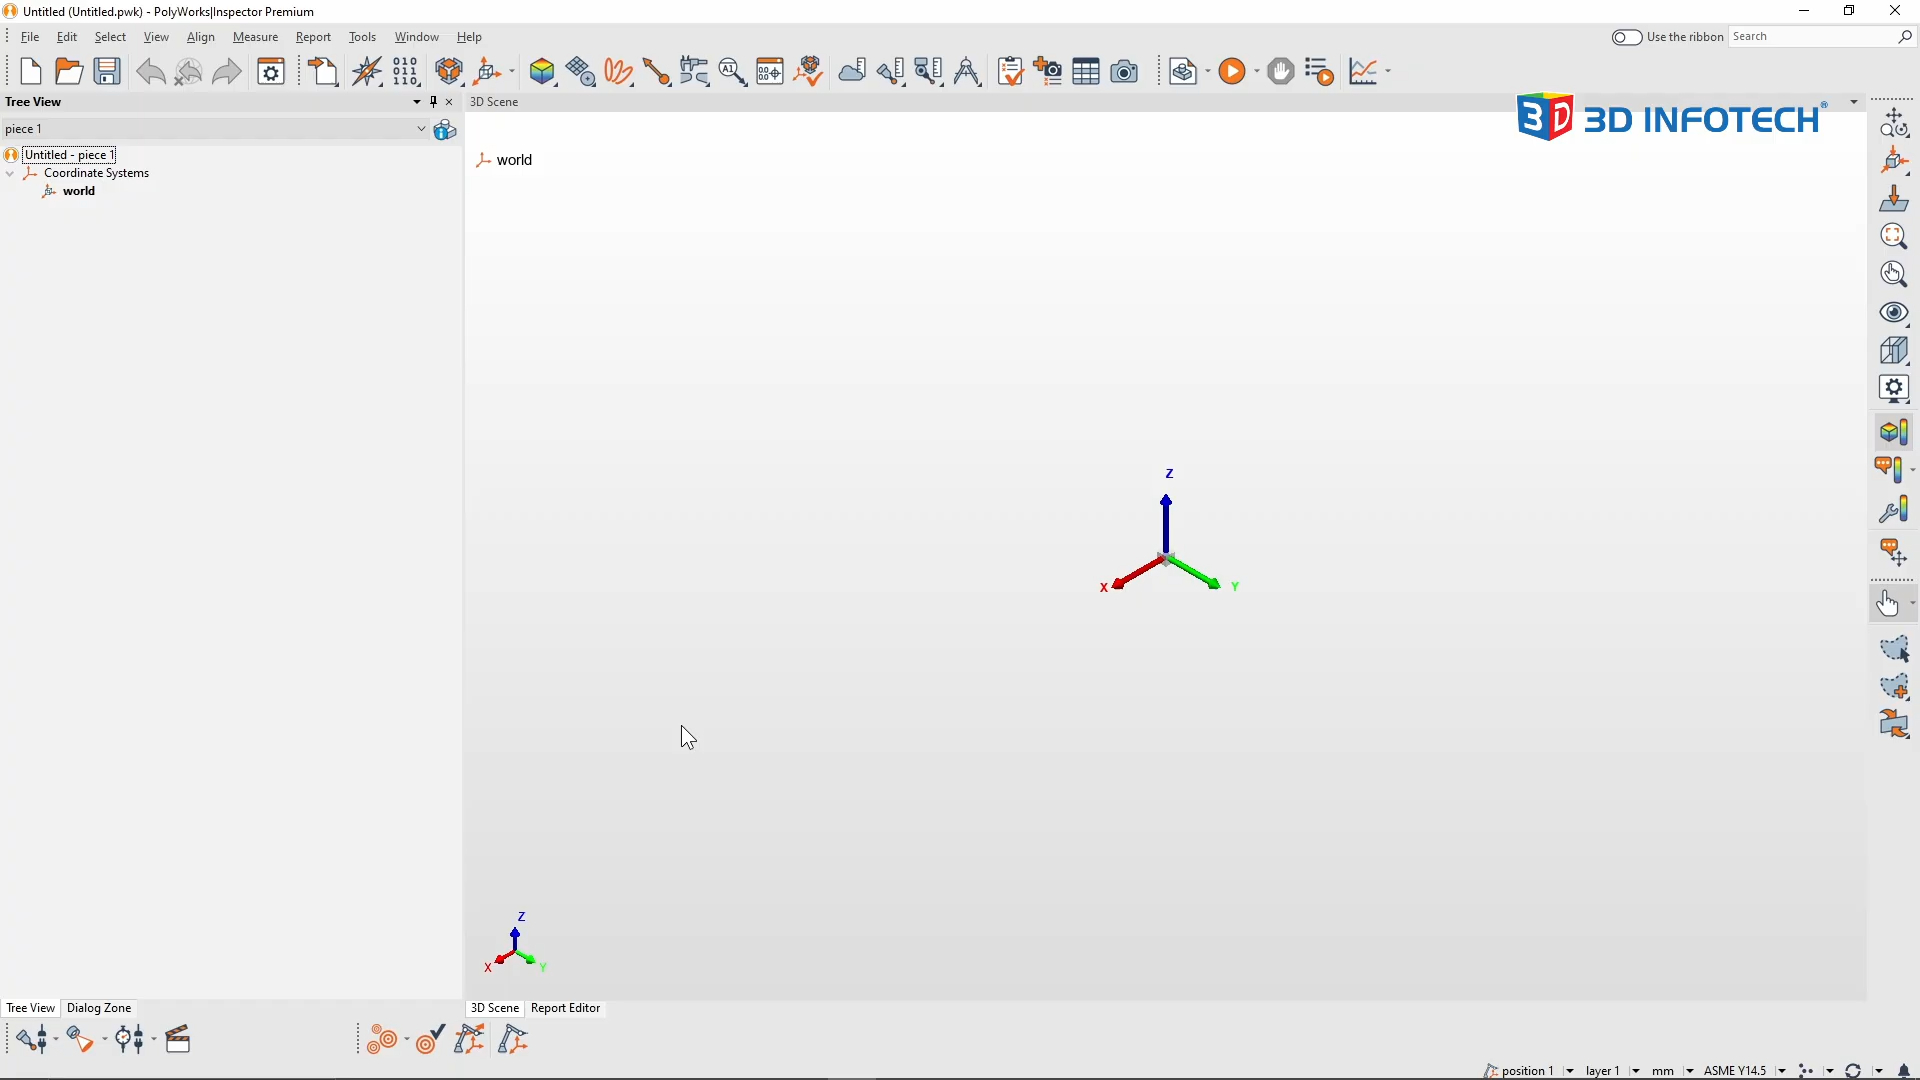 Untitled (Untitled.pwk) - PolyWorks|Inspector Premium
File Edit Select View Align Measure Report Tools Window Help
Use the ribbon Search
Tree View
3D Scene
3D 3D INFOTECH®
piece 1
Untitled - piece 1
Coordinate Systems
world
world
Z
X Y
Z
X Y
Tree View Dialog Zone 3D Scene Report Editor
position 1 layer 1 mm ASME Y14.5